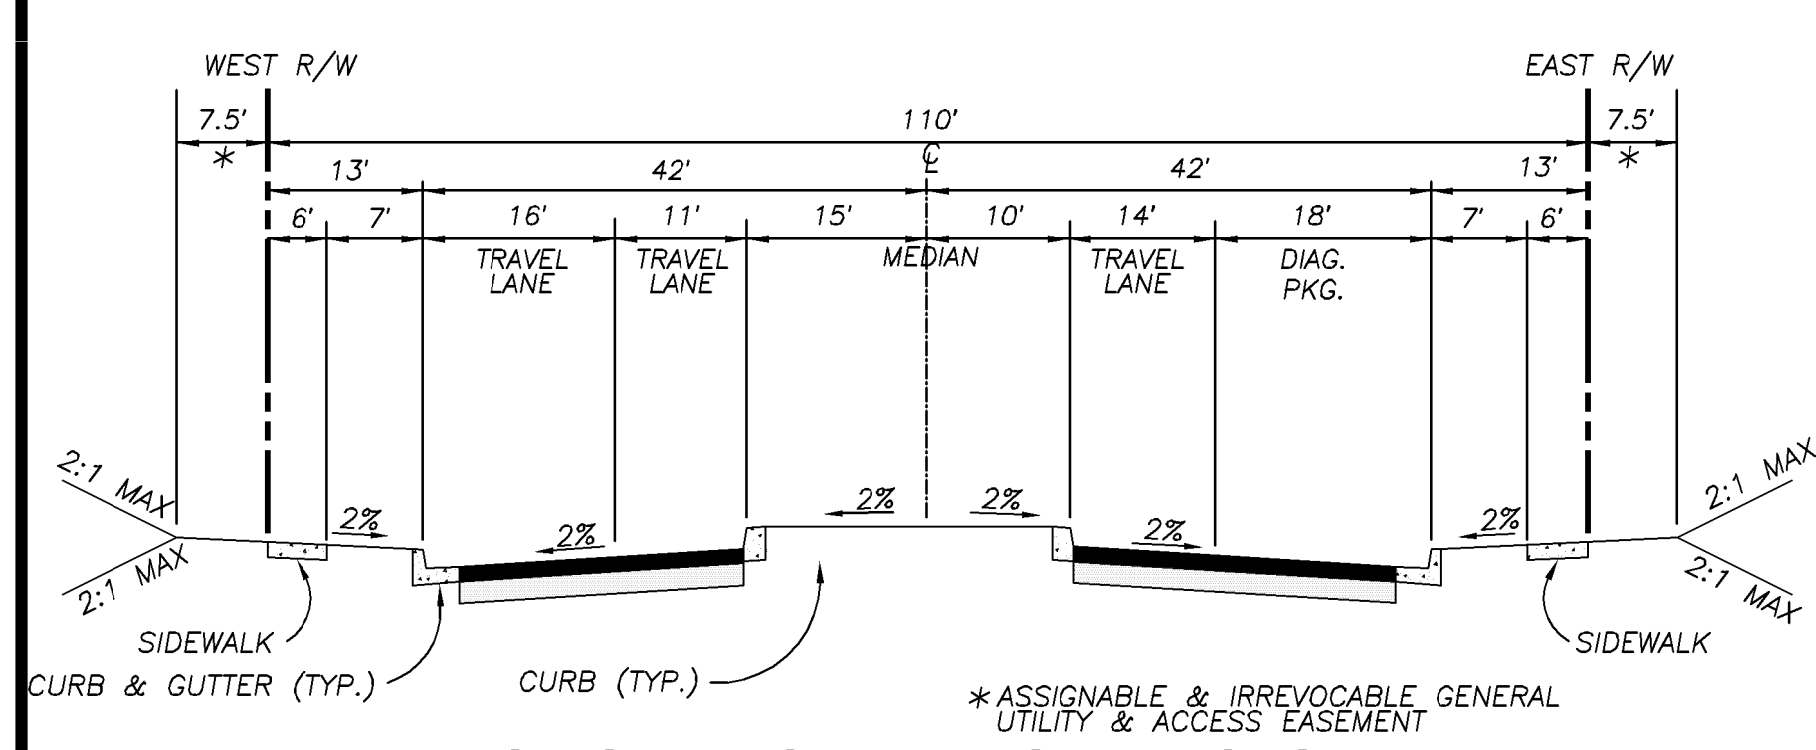 WEST R/W EAST R/W
7.5' 110' 7.5'
* ℄ *
13' 42' 42' 13'
6' 7' 16' 11' 15' 10' 14' 18' 7' 6'
TRAVEL LANE
TRAVEL LANE
MEDIAN
TRAVEL LANE
DIAG. PKG.
2:1 MAX
2:1 MAX
2% 2% 2% 2% 2% 2%
2:1 MAX
2:1 MAX
SIDEWALK
CURB & GUTTER (TYP.)
CURB (TYP.)
SIDEWALK
* ASSIGNABLE & IRREVOCABLE GENERAL
UTILITY & ACCESS EASEMENT